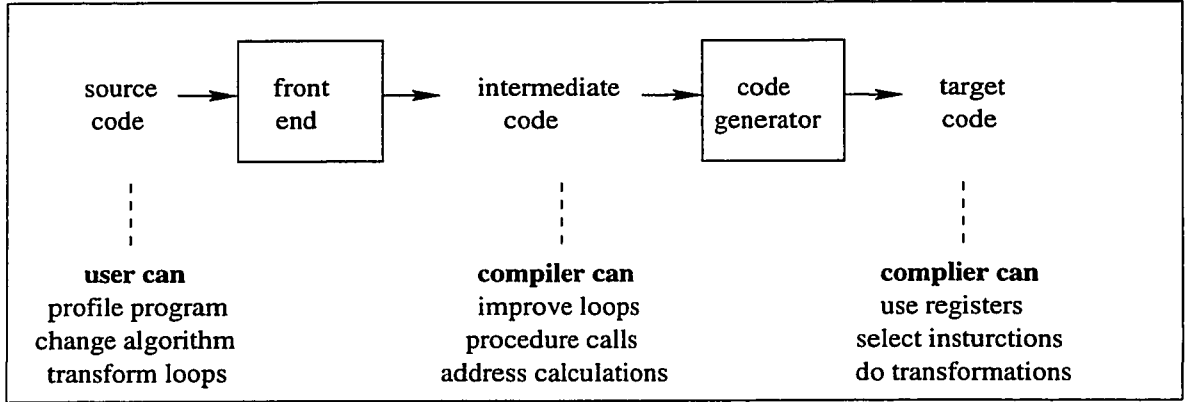 source code
front end
intermediate code
code generator
target code
user can
profile program
change algorithm
transform loops
compiler can
improve loops
procedure calls
address calculations
complier can
use registers
select insturctions
do transformations